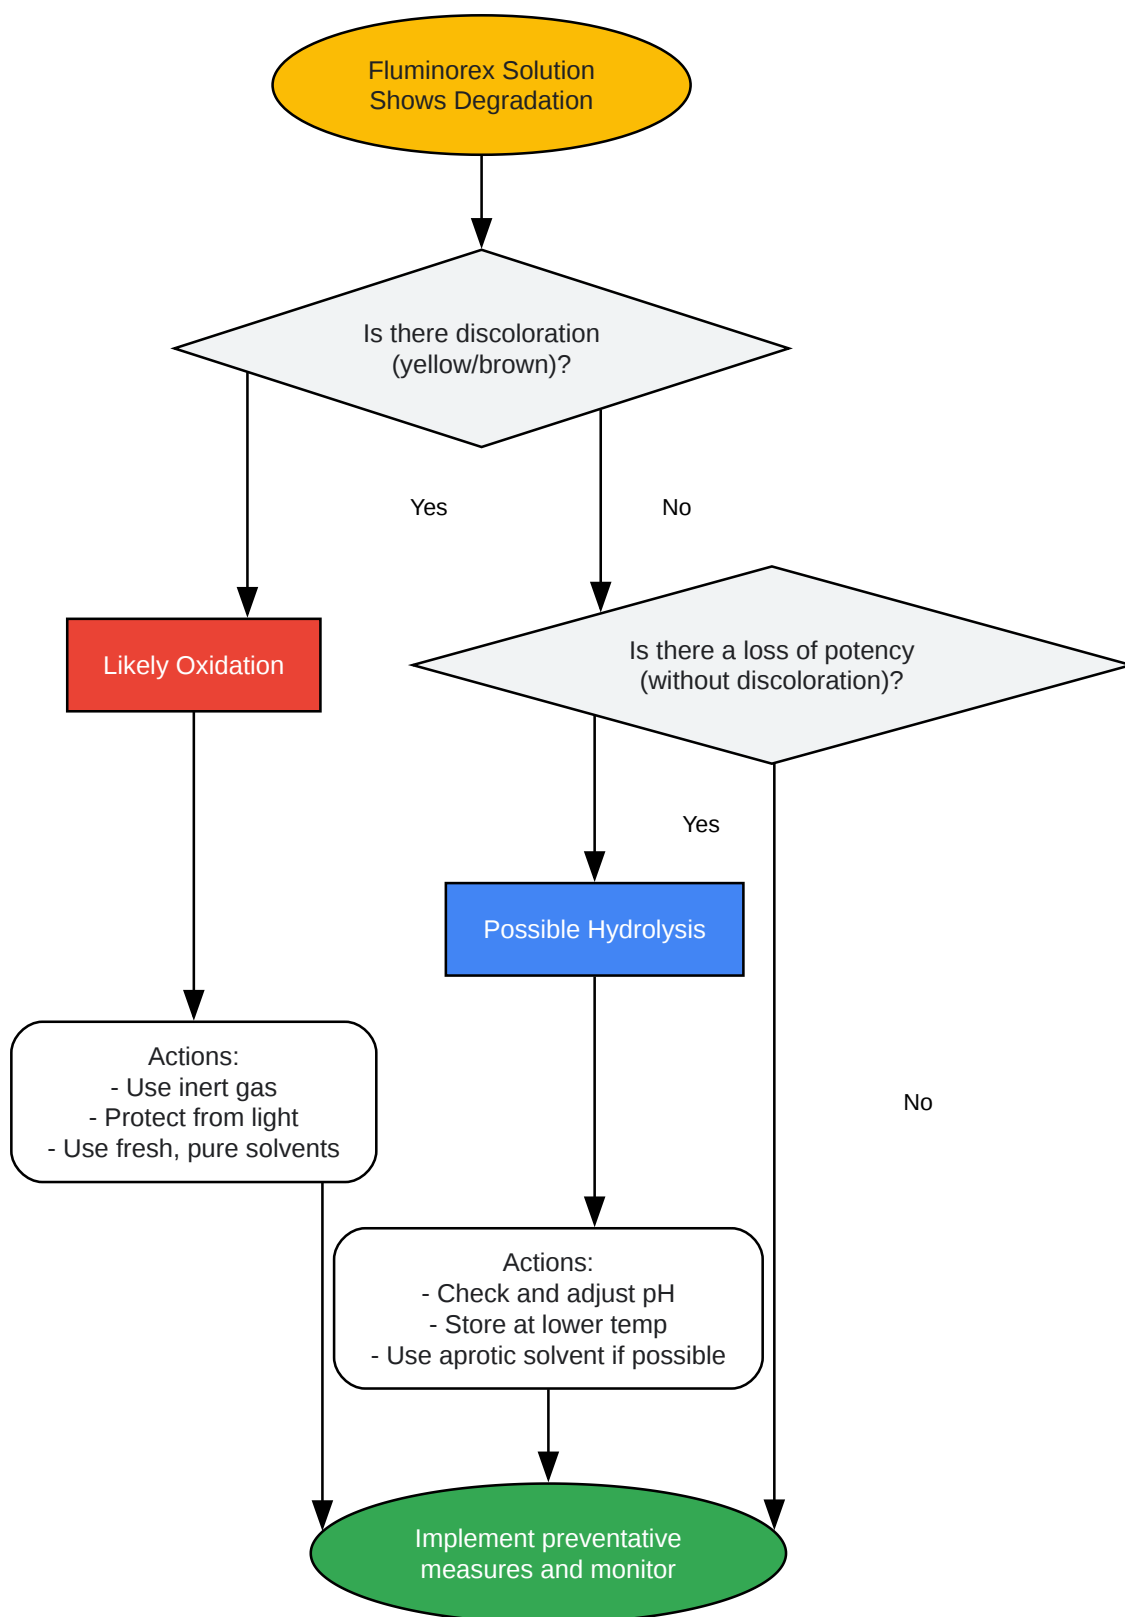 Fluminorex Solution
Shows Degradation
Is there discoloration
(yellow/brown)?
Yes
No
Likely Oxidation
Is there a loss of potency
(without discoloration)?
Yes
Possible Hydrolysis
Actions:
- Use inert gas
- Protect from light
- Use fresh, pure solvents
No
Actions:
- Check and adjust pH
- Store at lower temp
- Use aprotic solvent if possible
Implement preventative
measures and monitor